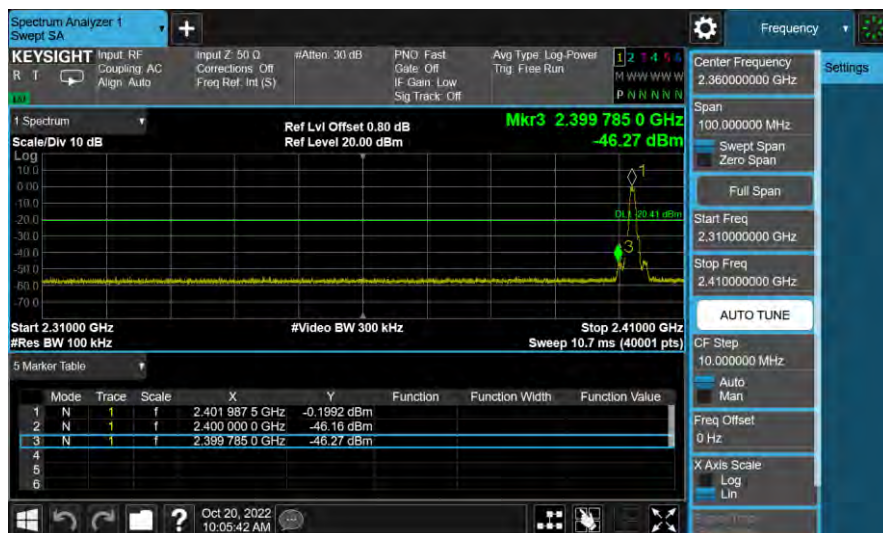 Spectrum Analyzer 1
Swept SA
Frequency
KEYSIGHT
R T
Input: RF
Coupling: AC
Align: Auto
Input Z: 50 Ω
Corrections: Off
Freq Ref: Int (S)
#Atten: 30 dB
PNO: Fast
Gate: Off
IF Gain: Low
Sig Track: Off
Avg Type: Log-Power
Trig: Free Run
1 2 3 4 5 6
M W W W W W
P N N N N N
Settings
1 Spectrum
Scale/Div 10 dB
Ref Lvl Offset 0.80 dB
Ref Level 20.00 dBm
Mkr3 2.399 785 0 GHz
-46.27 dBm
Log
10.0
0.00
-10.0
-20.0
-30.0
-40.0
-50.0
-60.0
-70.0
1
DL1 -20.41 dBm
3
Start 2.31000 GHz
#Res BW 100 kHz
#Video BW 300 kHz
Stop 2.41000 GHz
Sweep 10.7 ms (40001 pts)
5 Marker Table
Mode Trace Scale X Y Function Function Width Function Value
1 N 1 f 2.401 987 5 GHz -0.1992 dBm
2 N 1 f 2.400 000 0 GHz -46.16 dBm
3 N 1 f 2.399 785 0 GHz -46.27 dBm
4
5
6
Oct 20, 2022
10:05:42 AM
Center Frequency
2.360000000 GHz
Span
100.000000 MHz
Swept Span
Zero Span
Full Span
Start Freq
2.310000000 GHz
Stop Freq
2.410000000 GHz
AUTO TUNE
CF Step
10.000000 MHz
Auto
Man
Freq Offset
0 Hz
X Axis Scale
Log
Lin